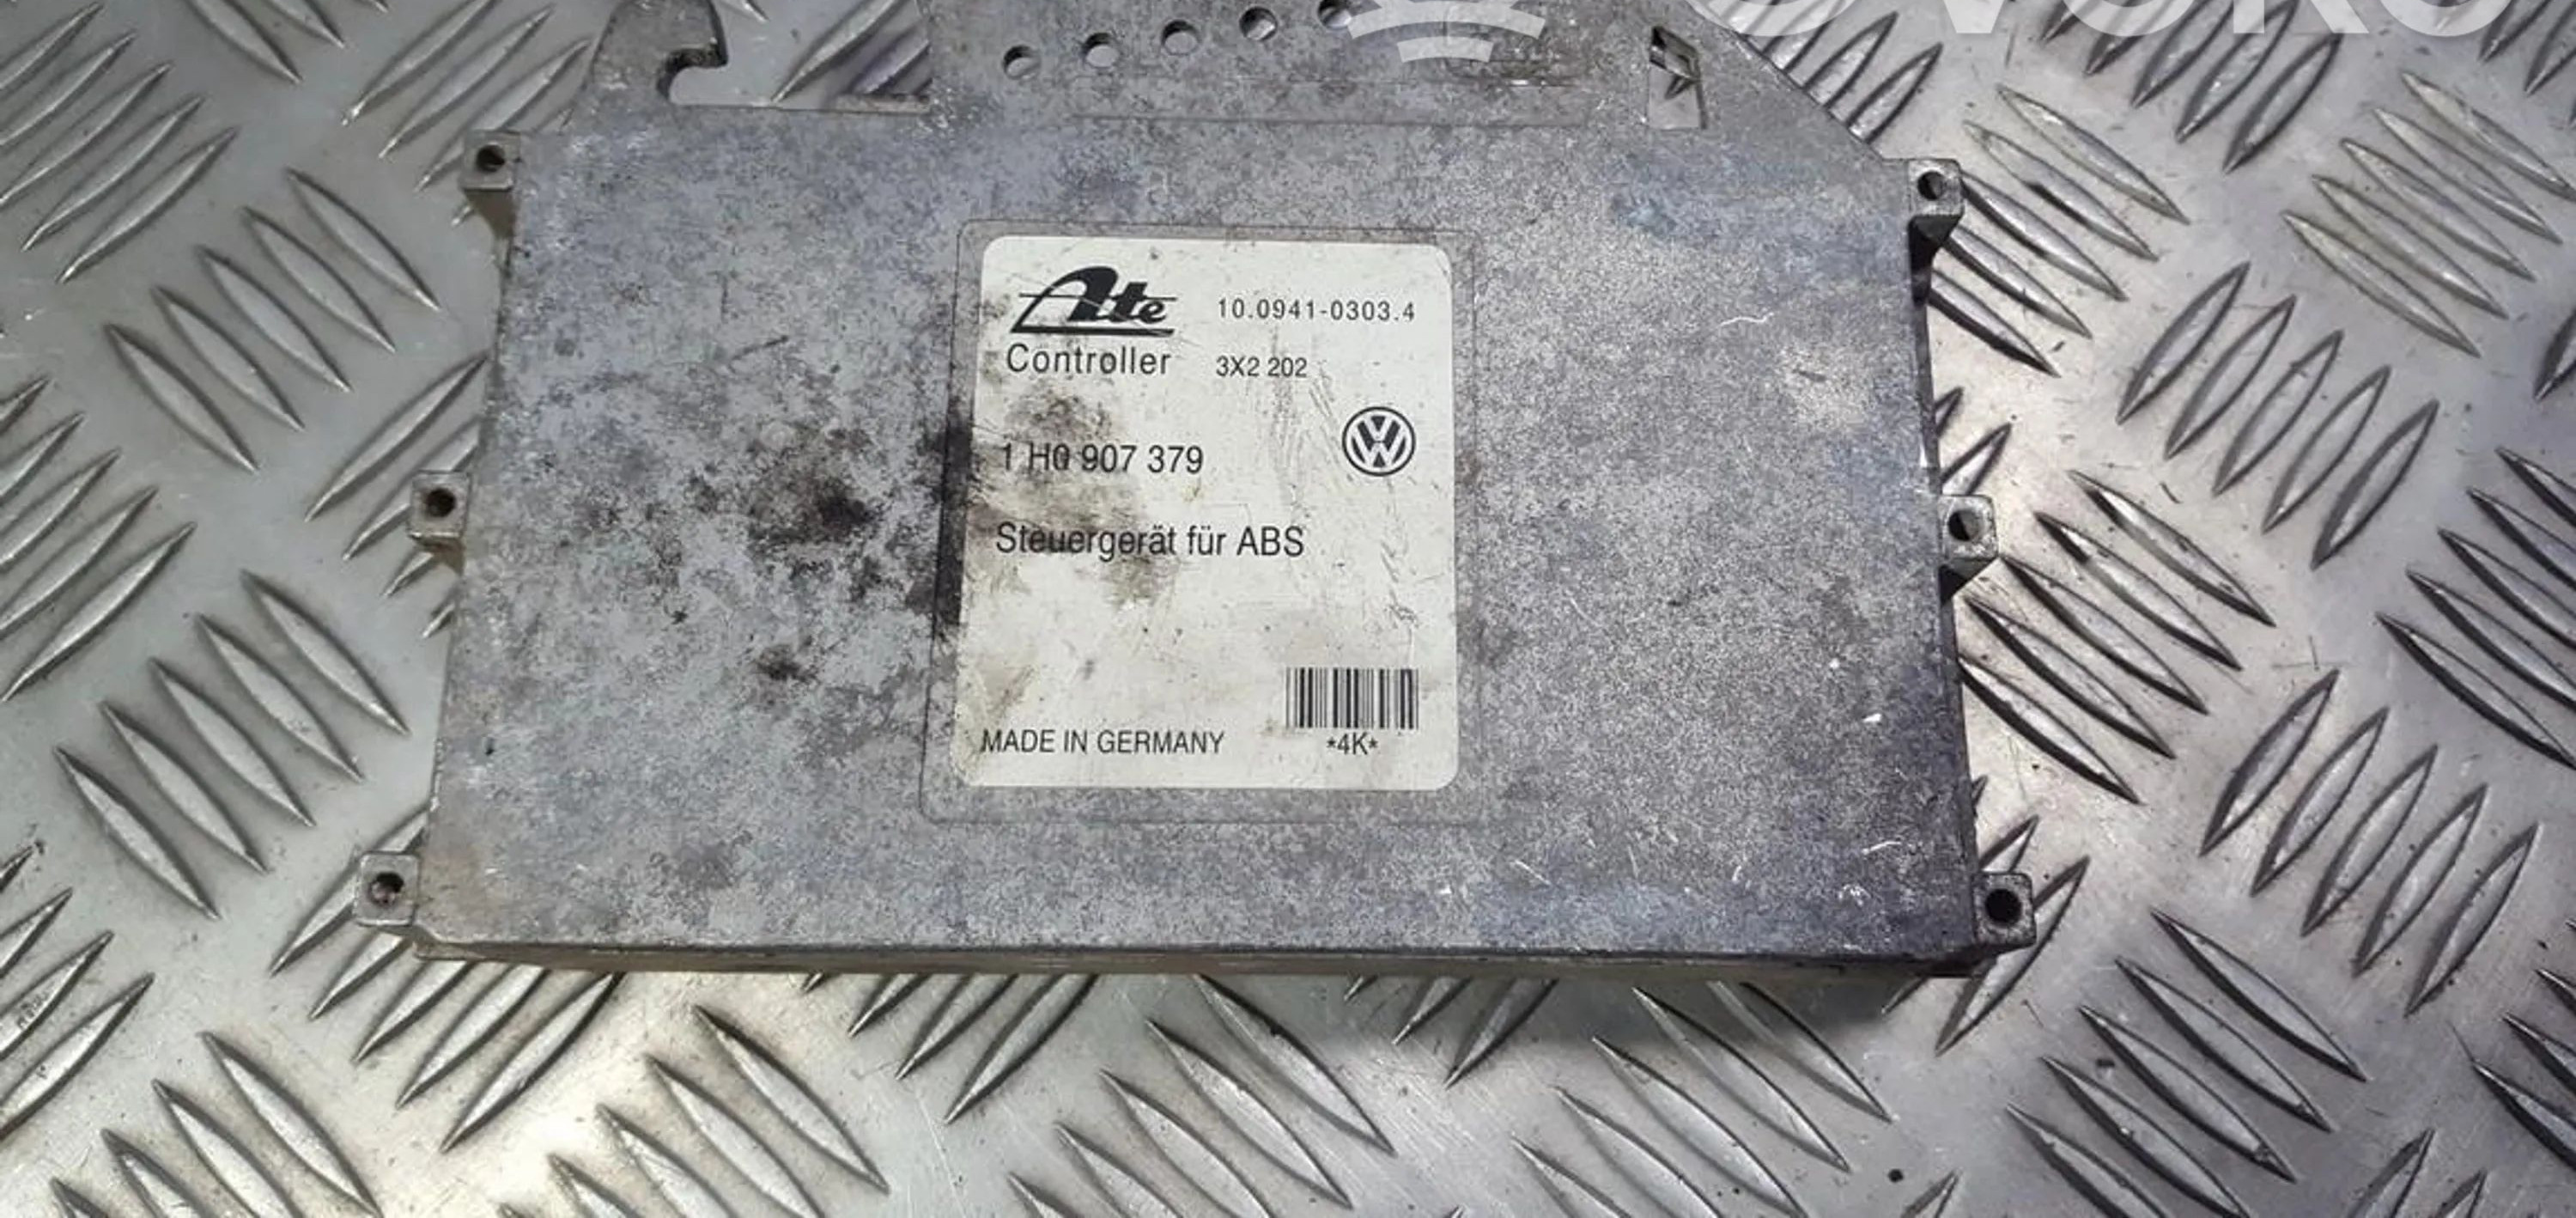 Ate 10.0941-0303.4
Controller 3X2 202
1 H0 907 379
Steuergerät für ABS
MADE IN GERMANY *4K*